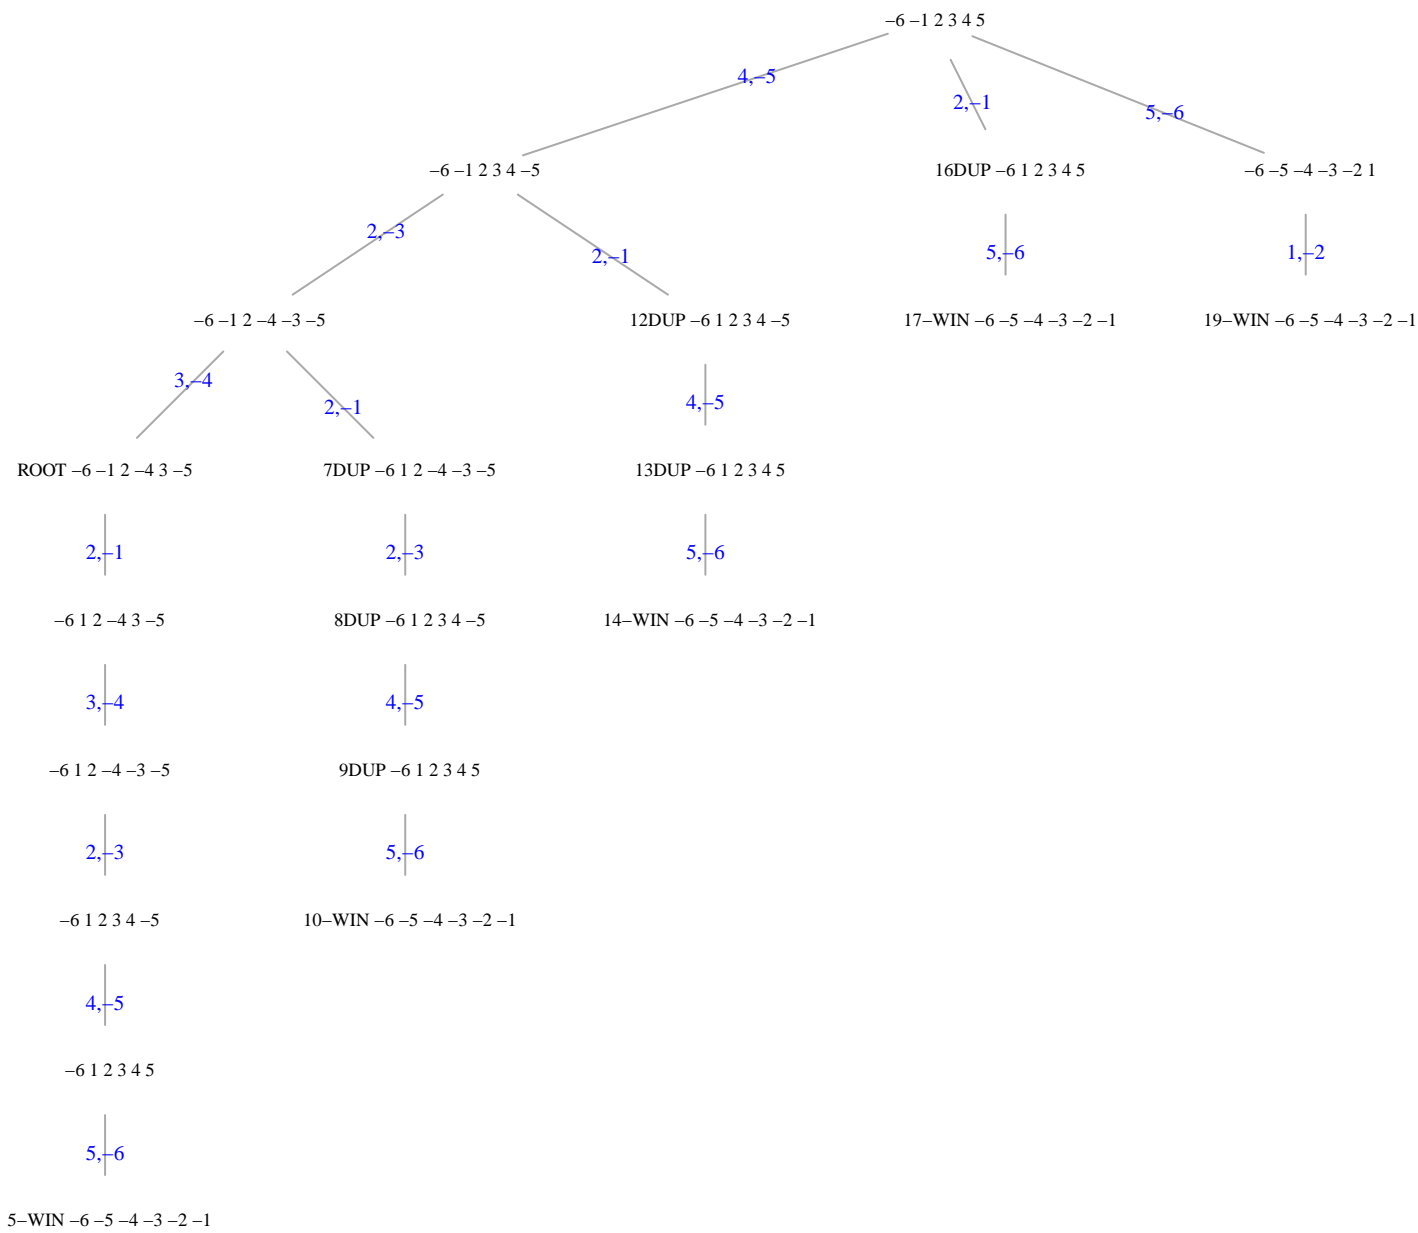 –6 –1 2 3 4 5
4,–5
2,–1
5,–6
–6 –1 2 3 4 –5
16DUP –6 1 2 3 4 5
–6 –5 –4 –3 –2 1
2,–3
2,–1
5,–6
1,–2
–6 –1 2 –4 –3 –5
12DUP –6 1 2 3 4 –5
17–WIN –6 –5 –4 –3 –2 –1
19–WIN –6 –5 –4 –3 –2 –1
3,–4
2,–1
4,–5
ROOT –6 –1 2 –4 3 –5
7DUP –6 1 2 –4 –3 –5
13DUP –6 1 2 3 4 5
2,–1
2,–3
5,–6
–6 1 2 –4 3 –5
8DUP –6 1 2 3 4 –5
14–WIN –6 –5 –4 –3 –2 –1
3,–4
4,–5
–6 1 2 –4 –3 –5
9DUP –6 1 2 3 4 5
2,–3
5,–6
–6 1 2 3 4 –5
10–WIN –6 –5 –4 –3 –2 –1
4,–5
–6 1 2 3 4 5
5,–6
5–WIN –6 –5 –4 –3 –2 –1